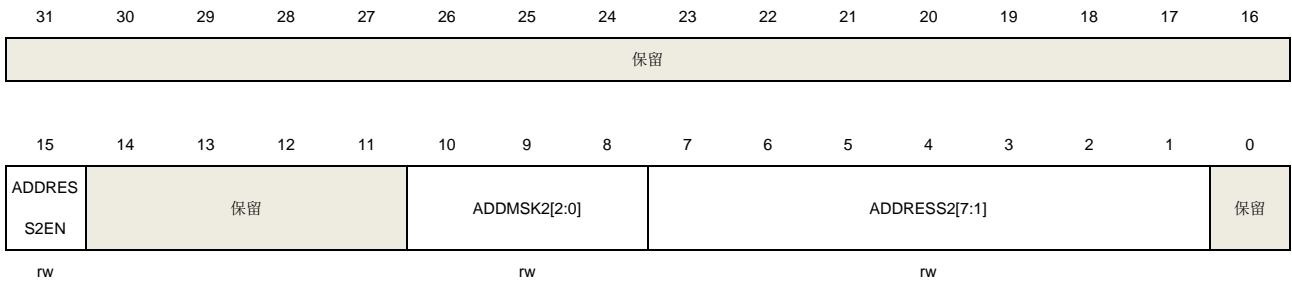 31 30 29 28 27 26 25 24 23 22 21 20 19 18 17 16
保留
15 14 13 12 11 10 9 8 7 6 5 4 3 2 1 0
ADDRES
S2EN
保留
ADDMSK2[2:0]
ADDRESS2[7:1]
保留
rw rw rw